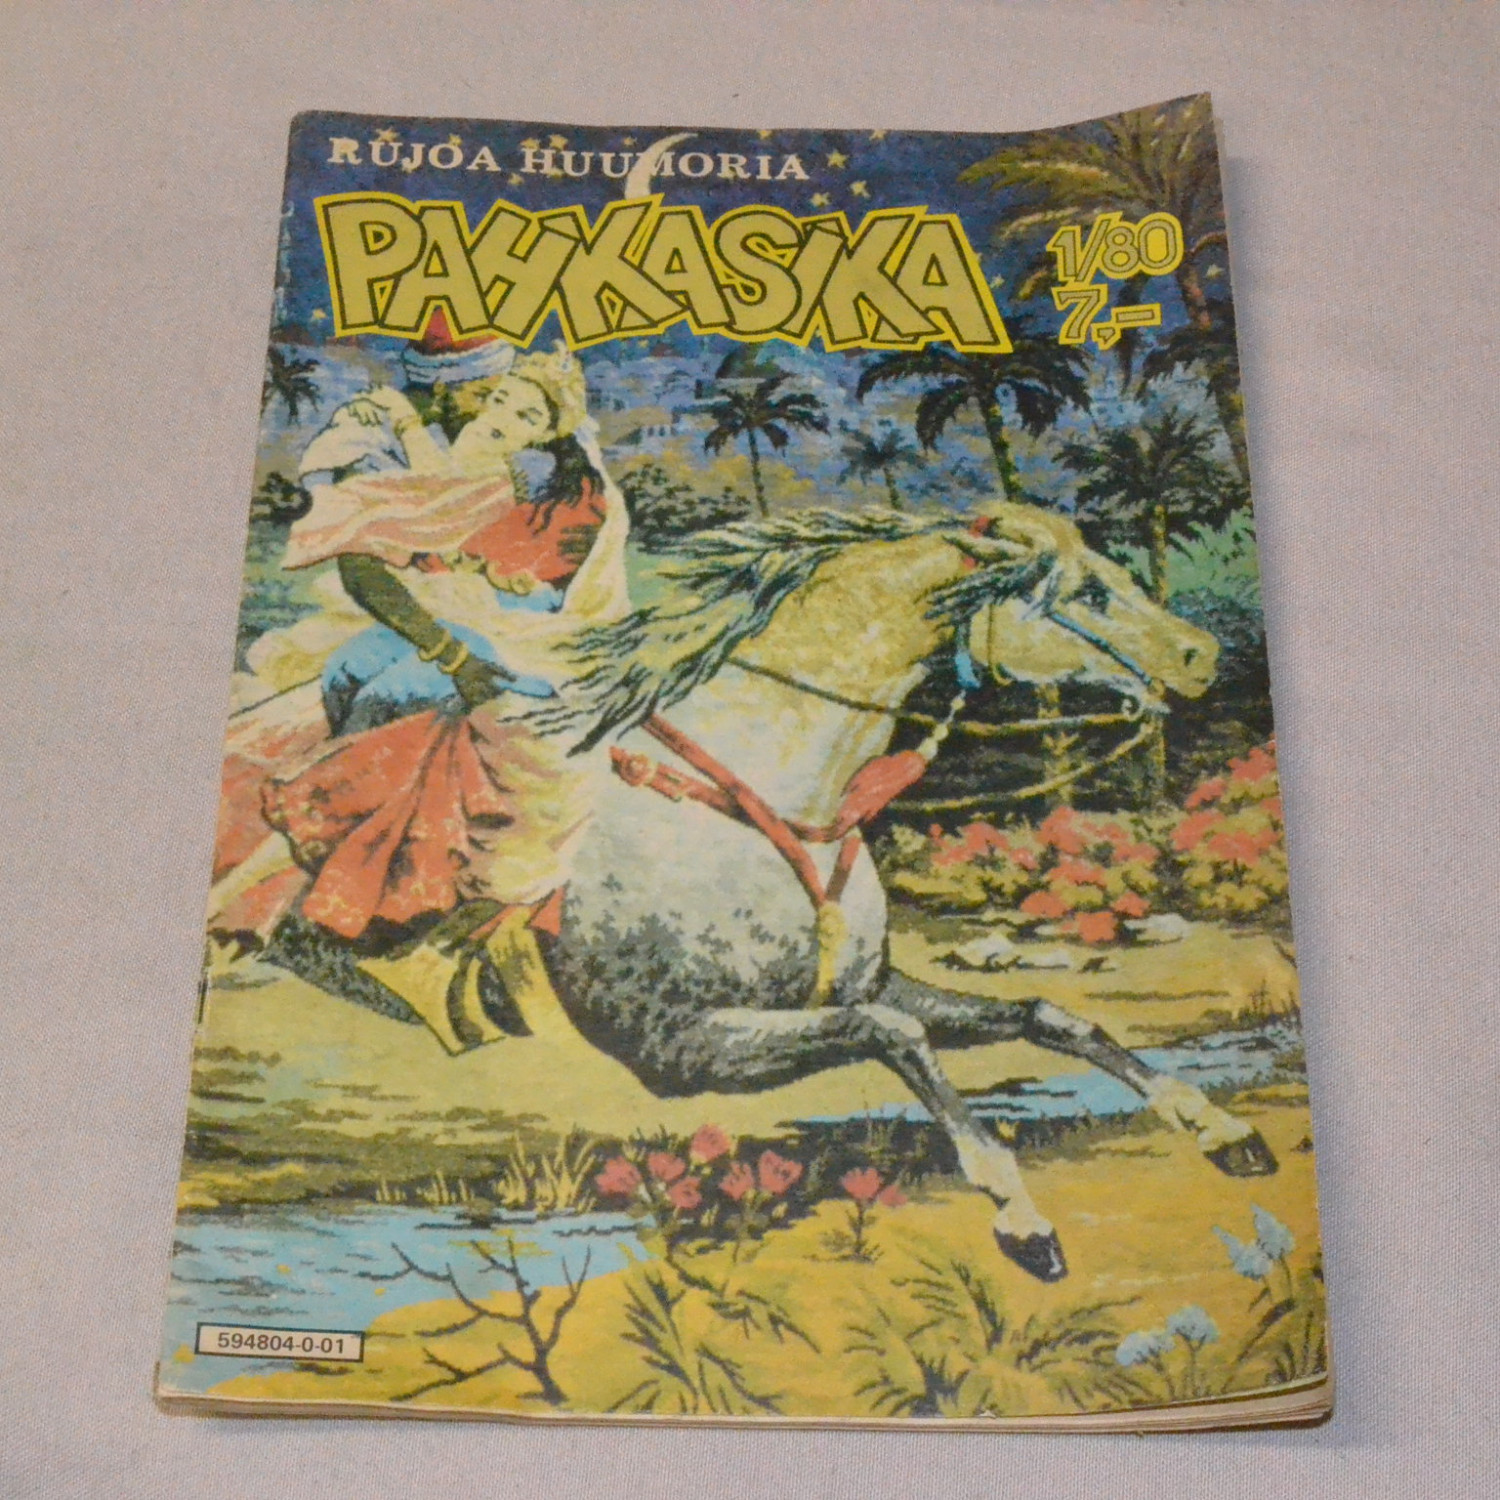 RUJOA HUUMORIA
PAHKASIKA
1/80
7,–
594804-0-01